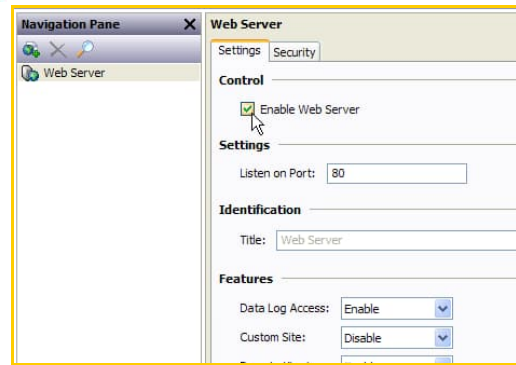 Navigation Pane
Web Server
Web Server
Settings Security
Control
Enable Web Server
Settings
Listen on Port: 80
Identification
Title: Web Server
Features
Data Log Access: Enable
Custom Site: Disable